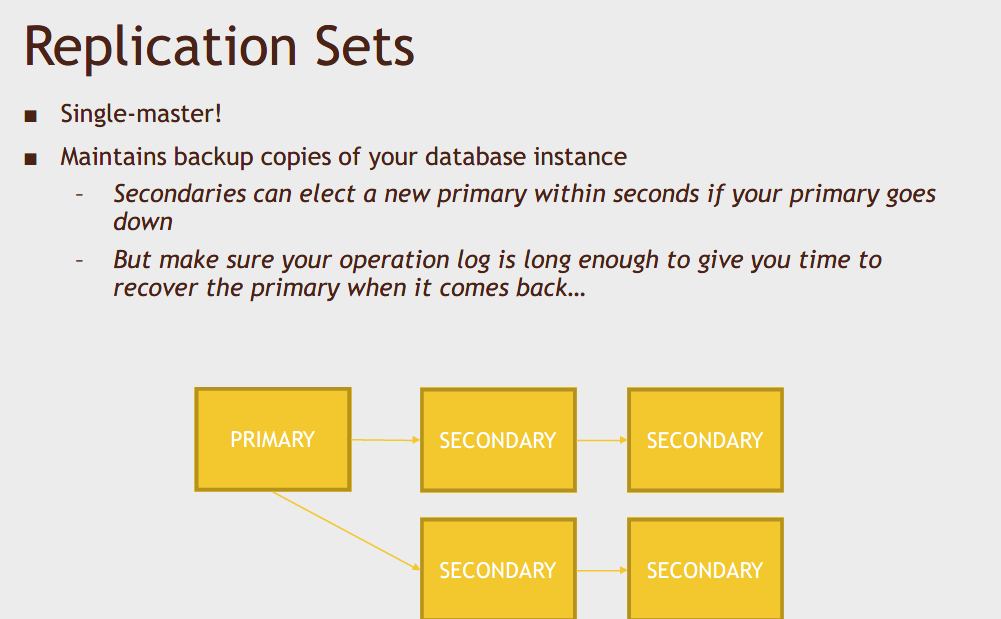 Replication Sets
▪ Single-master!
▪ Maintains backup copies of your database instance
– Secondaries can elect a new primary within seconds if your primary goes
down
– But make sure your operation log is long enough to give you time to
recover the primary when it comes back…
PRIMARY
SECONDARY
SECONDARY
SECONDARY
SECONDARY